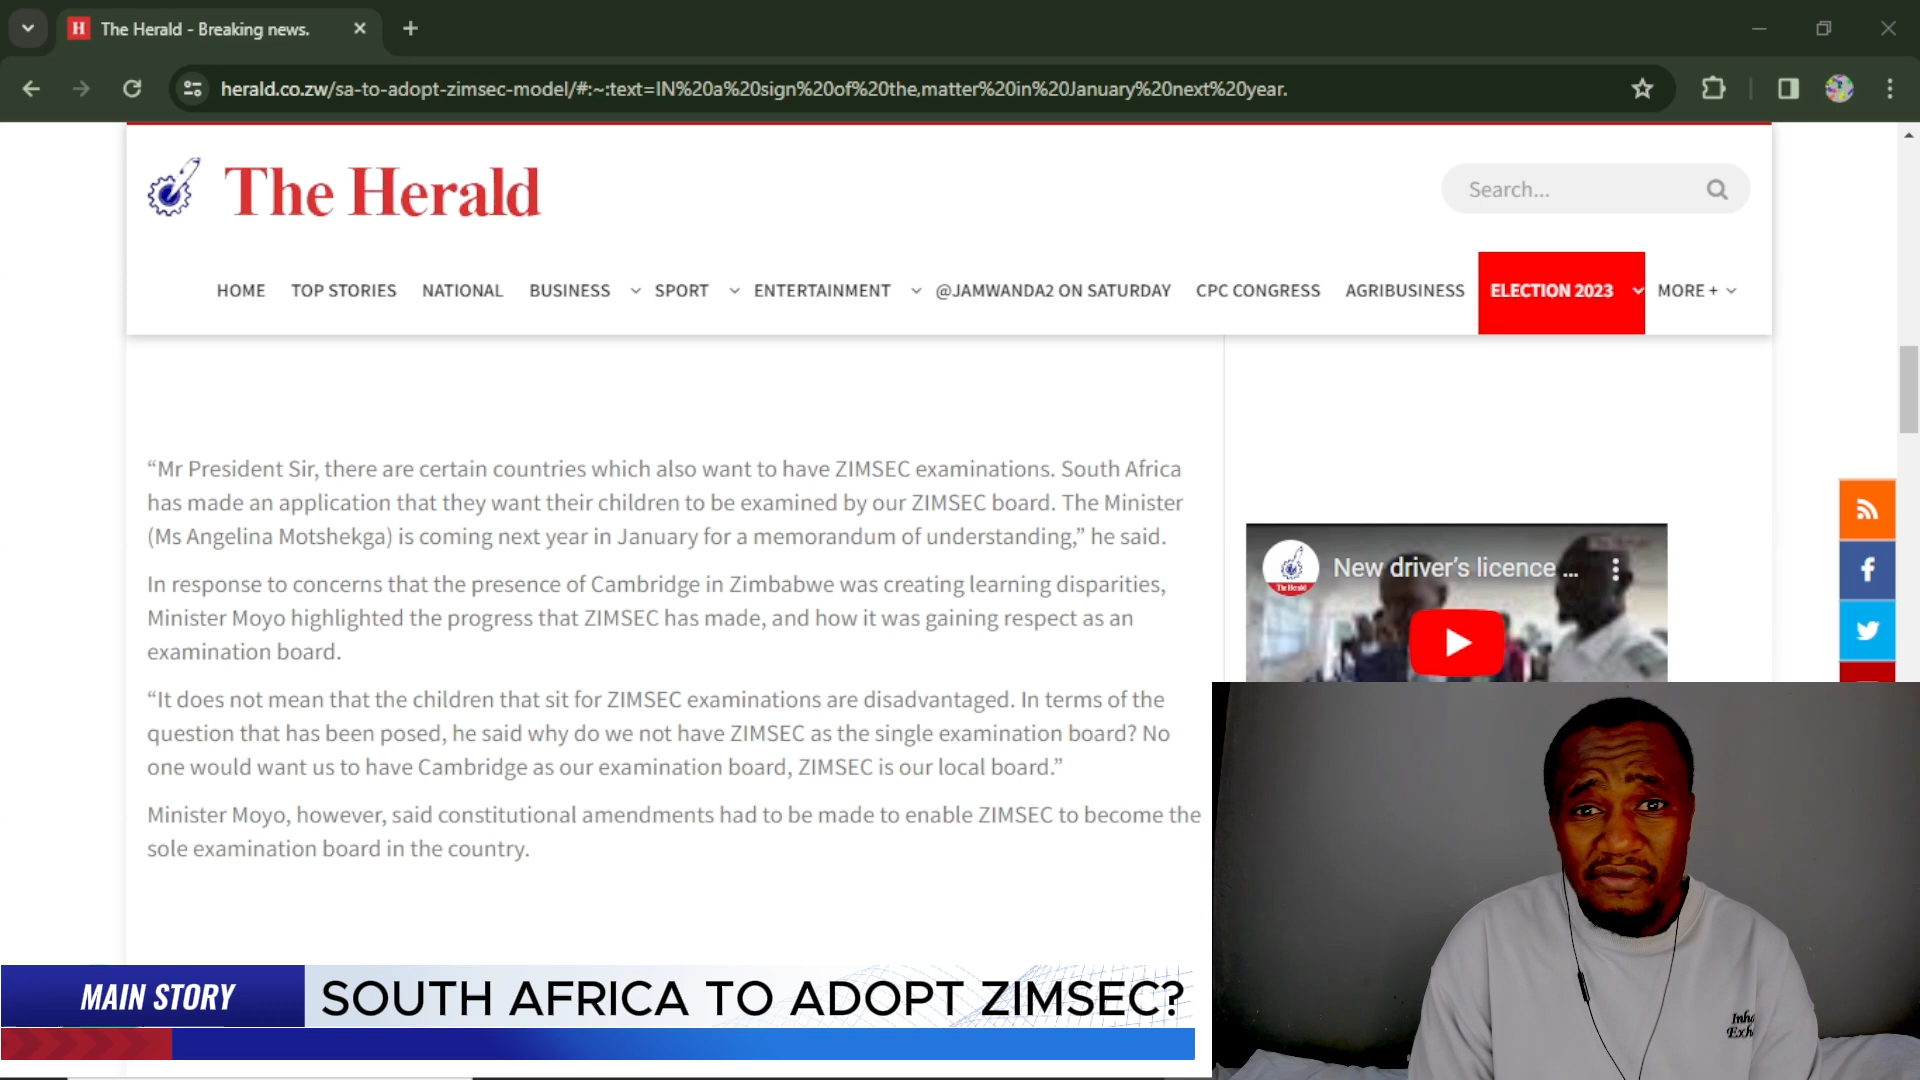 The Herald - Breaking news.
herald.co.zw/sa-to-adopt-zimsec-model/#:~:text=IN%20a%20sign%20of%20the,matter%20in%20January%20next%20year.
The Herald
Search...
HOME TOP STORIES NATIONAL BUSINESS SPORT ENTERTAINMENT @JAMWANDA2 ON SATURDAY CPC CONGRESS AGRIBUSINESS ELECTION 2023 MORE +
“Mr President Sir, there are certain countries which also want to have ZIMSEC examinations. South Africa
has made an application that they want their children to be examined by our ZIMSEC board. The Minister
(Ms Angelina Motshekga) is coming next year in January for a memorandum of understanding,” he said.
In response to concerns that the presence of Cambridge in Zimbabwe was creating learning disparities,
Minister Moyo highlighted the progress that ZIMSEC has made, and how it was gaining respect as an
examination board.
“It does not mean that the children that sit for ZIMSEC examinations are disadvantaged. In terms of the
question that has been posed, he said why do we not have ZIMSEC as the single examination board? No
one would want us to have Cambridge as our examination board, ZIMSEC is our local board.”
Minister Moyo, however, said constitutional amendments had to be made to enable ZIMSEC to become the
sole examination board in the country.
New driver’s licence ...
The Herald
MAIN STORY
SOUTH AFRICA TO ADOPT ZIMSEC?